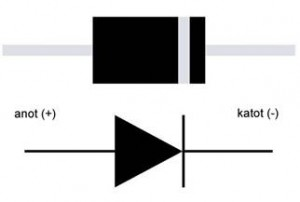 anot (+)
katot (-)